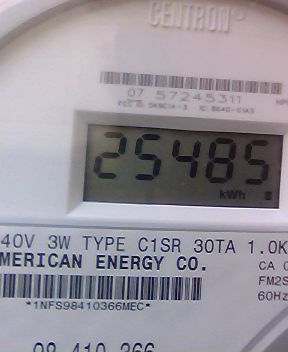 CENTRON
07 57245311
25485
kWh
40V 3W TYPE C1SR 30TA 1.0K
MERICAN ENERGY CO.
CA
FM2S
60Hz
*1NFS98410366MEC*
98 410 366